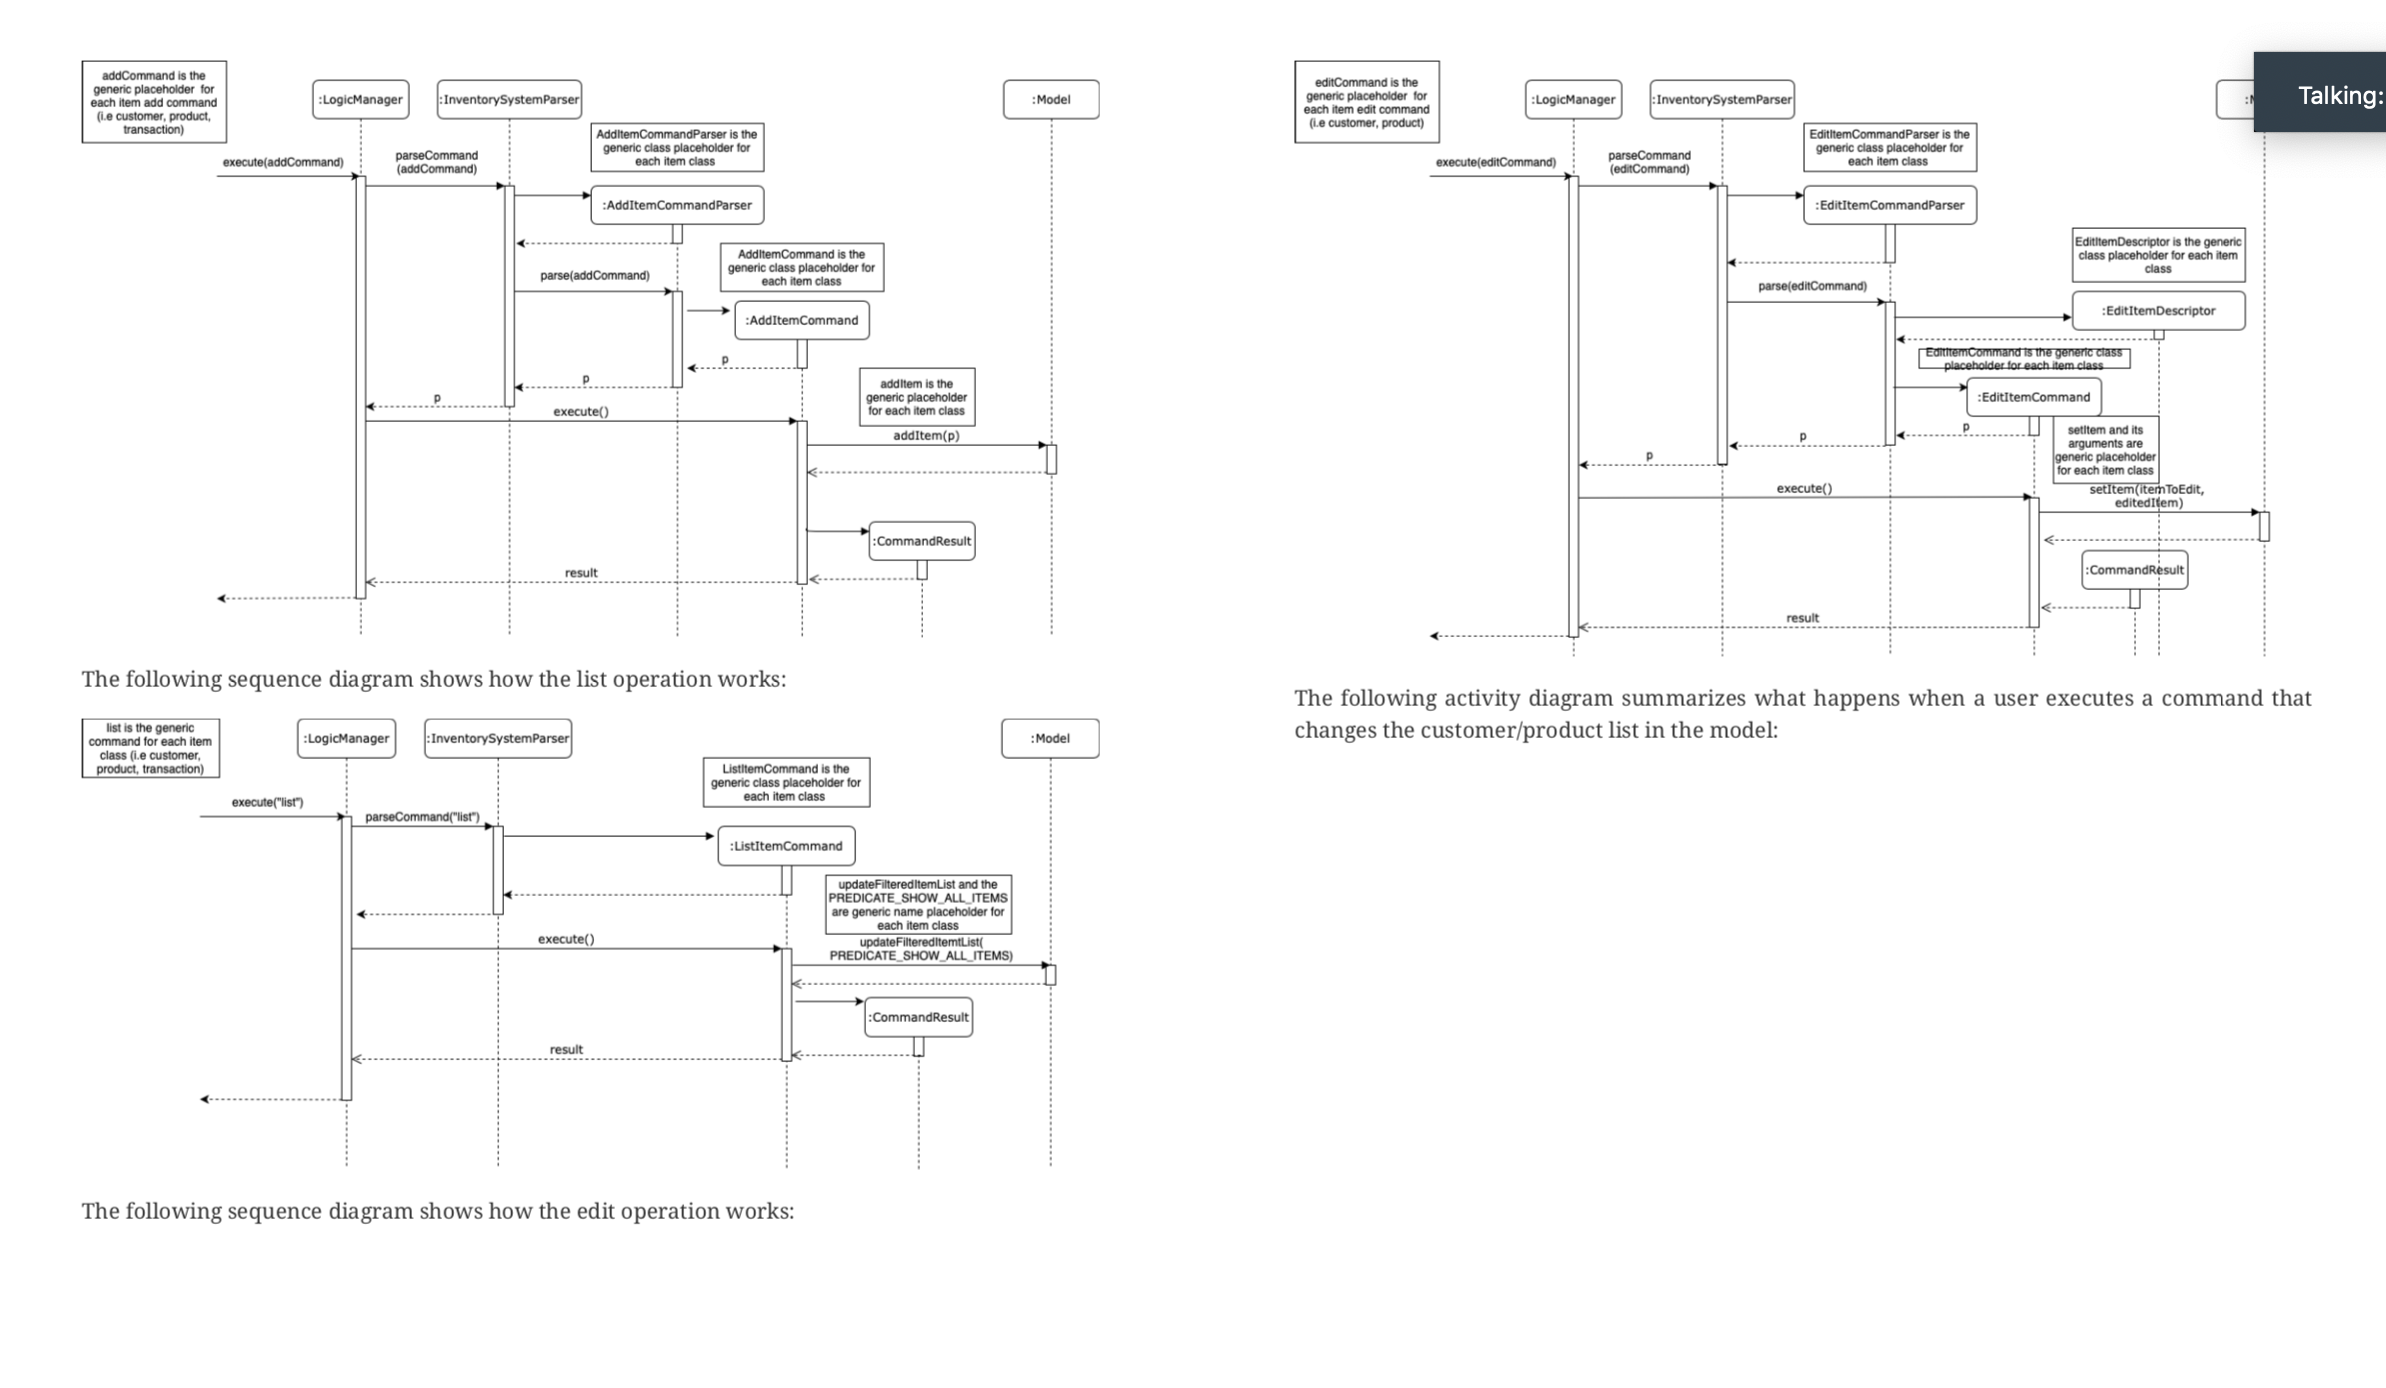 addCommand is the
generic placeholder for
each item add command
(i.e customer, product,
transaction)
:LogicManager
:InventorySystemParser
:Model
AddItemCommandParser is the
generic class placeholder for
each item class
execute(addCommand)
parseCommand
(addCommand)
:AddItemCommandParser
AddItemCommand is the
generic class placeholder for
each item class
parse(addCommand)
:AddItemCommand
p
p
p
addItem is the
generic placeholder
for each item class
execute()
addItem(p)
:CommandResult
result
The following sequence diagram shows how the list operation works:
list is the generic
command for each item
class (i.e customer,
product, transaction)
:LogicManager
:InventorySystemParser
:Model
ListItemCommand is the
generic class placeholder for
each item class
execute("list")
parseCommand("list")
:ListItemCommand
updateFilteredItemList and the
PREDICATE_SHOW_ALL_ITEMS
are generic name placeholder for
each item class
execute()
updateFilteredItemtList(
PREDICATE_SHOW_ALL_ITEMS)
:CommandResult
result
The following sequence diagram shows how the edit operation works:
editCommand is the
generic placeholder for
each item edit command
(i.e customer, product)
:LogicManager
:InventorySystemParser
Talking:
EditItemCommandParser is the
generic class placeholder for
each item class
execute(editCommand)
parseCommand
(editCommand)
:EditItemCommandParser
EditItemDescriptor is the generic
class placeholder for each item
class
parse(editCommand)
:EditItemDescriptor
EditItemCommand is the generic class
placeholder for each item class
:EditItemCommand
p
p
p
setItem and its
arguments are
generic placeholder
for each item class
execute()
setItem(itemToEdit,
editedItem)
:CommandResult
result
The following activity diagram summarizes what happens when a user executes a command that
changes the customer/product list in the model: